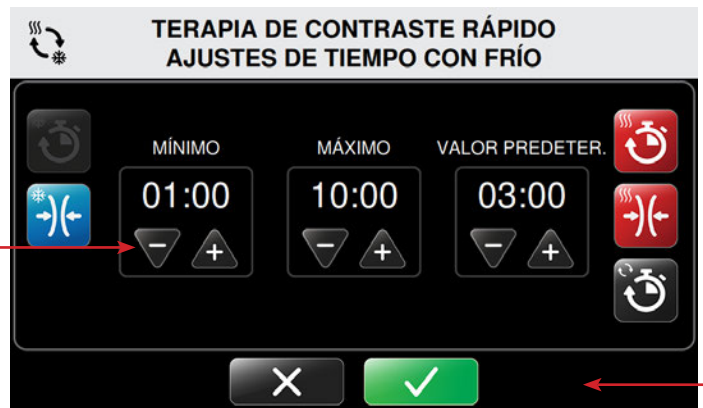 TERAPIA DE CONTRASTE RÁPIDO
AJUSTES DE TIEMPO CON FRÍO
MÍNIMO MÁXIMO VALOR PREDETER.
01:00 10:00 03:00